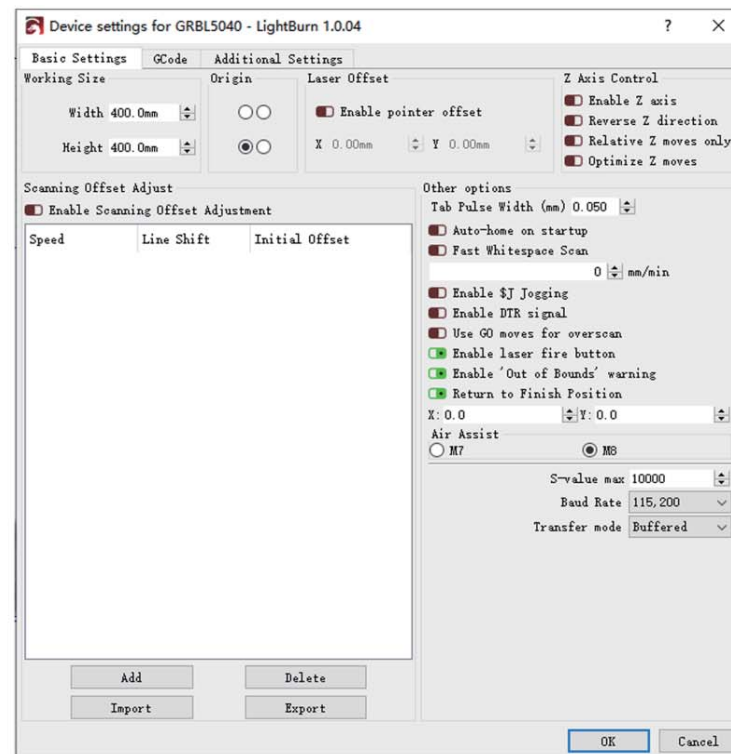 Device settings for GRBL5040 - LightBurn 1.0.04
? ×
Basic Settings GCode Additional Settings
Working Size
Width 400.0mm
Height 400.0mm
Origin
Laser Offset
Enable pointer offset
X 0.00mm Y 0.00mm
Z Axis Control
Enable Z axis
Reverse Z direction
Relative Z moves only
Optimize Z moves
Scanning Offset Adjust
Enable Scanning Offset Adjustment
Speed Line Shift Initial Offset
Add Delete
Import Export
Other options
Tab Pulse Width (mm) 0.050
Auto-home on startup
Fast Whitespace Scan
0 mm/min
Enable $J Jogging
Enable DTR signal
Use G0 moves for overscan
Enable laser fire button
Enable 'Out of Bounds' warning
Return to Finish Position
X: 0.0 Y: 0.0
Air Assist
M7 M8
S-value max 10000
Baud Rate 115,200
Transfer mode Buffered
OK Cancel